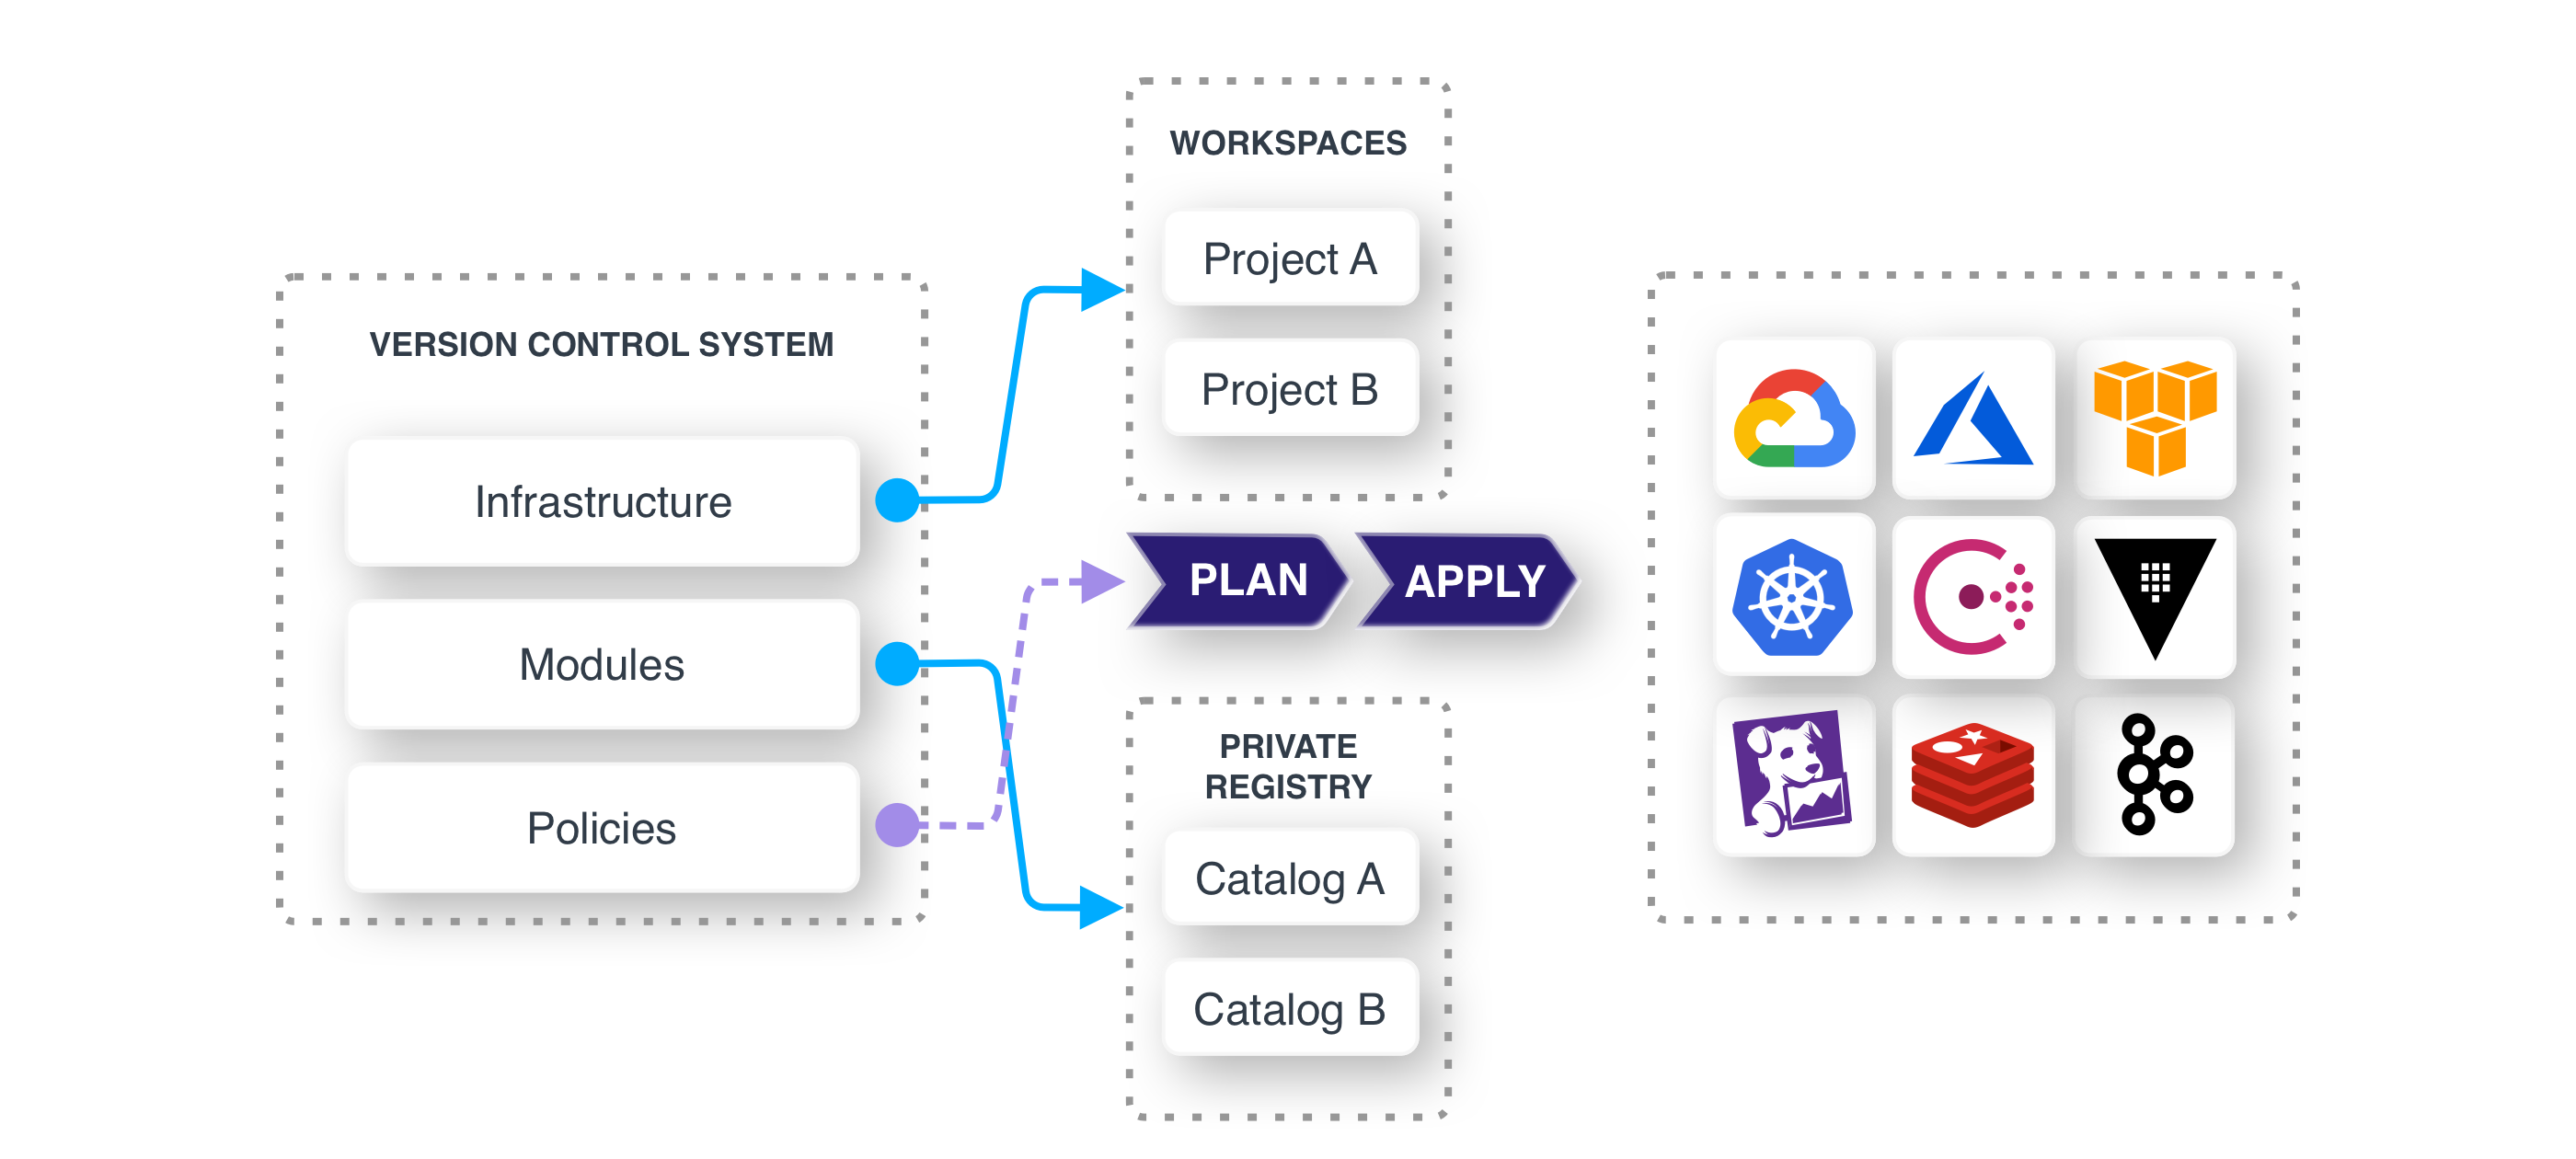 VERSION CONTROL SYSTEM
Infrastructure
Modules
Policies
WORKSPACES
Project A
Project B
PLAN
APPLY
PRIVATE
REGISTRY
Catalog A
Catalog B